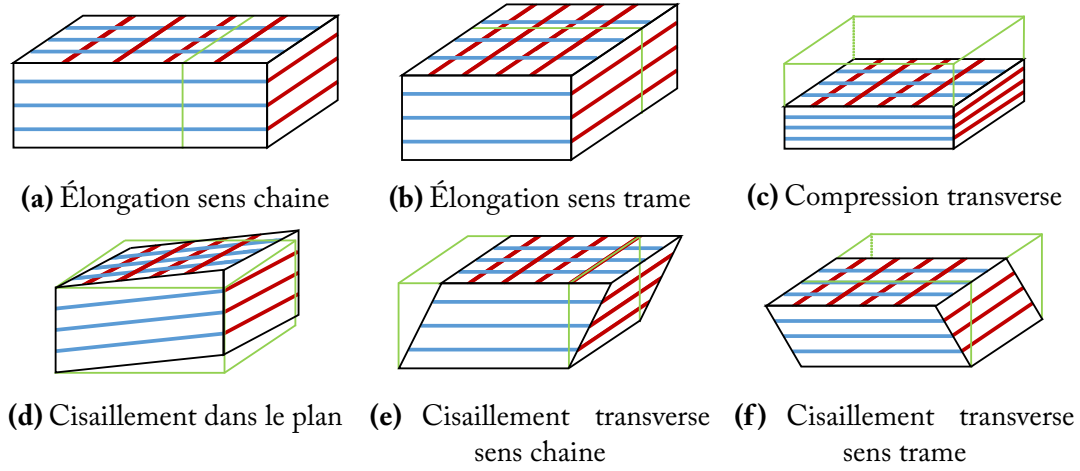 (a) Élongation sens chaine
(b) Élongation sens trame
(c) Compression transverse
(d) Cisaillement dans le plan
(e) Cisaillement transverse
sens chaine
(f) Cisaillement transverse
sens trame